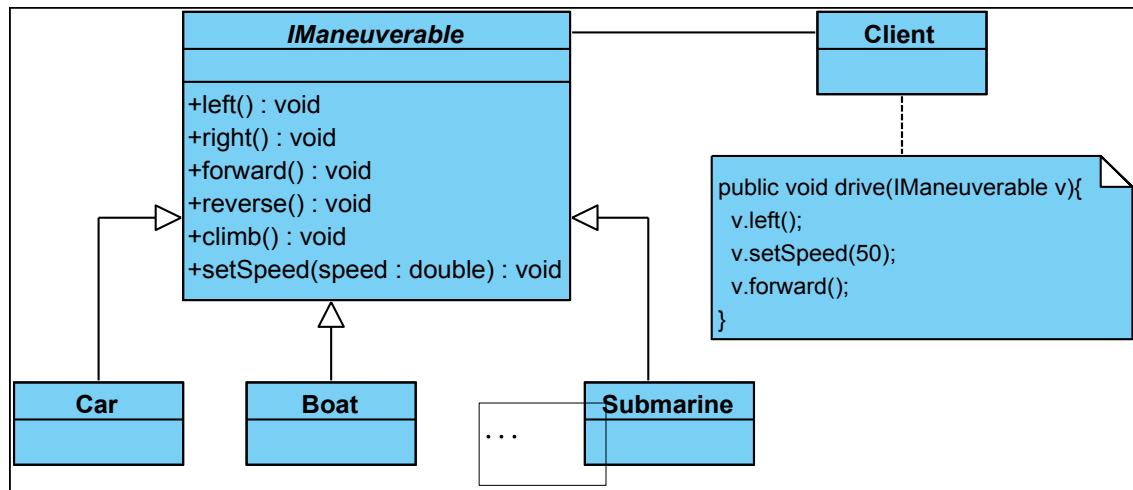 IManeuverable
+left() : void
+right() : void
+forward() : void
+reverse() : void
+climb() : void
+setSpeed(speed : double) : void
Client
public void drive(IManeuverable v){
v.left();
v.setSpeed(50);
v.forward();
}
Car
Boat
. . .
Submarine